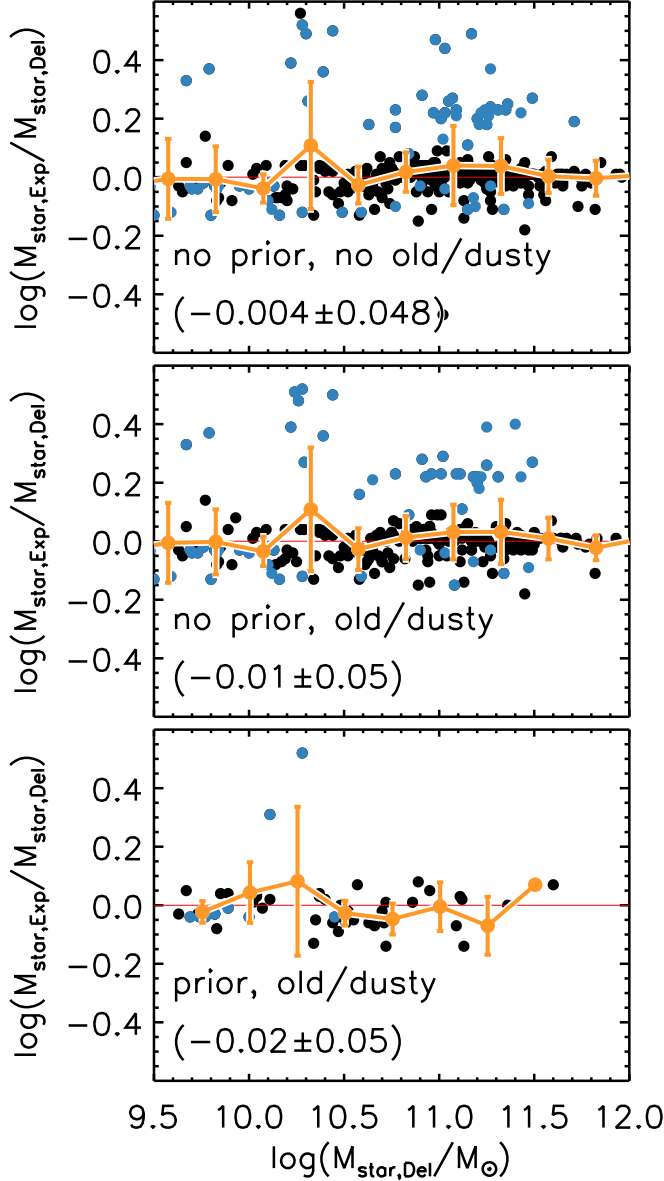 0.4
0.2
0.0
−0.2
−0.4
log(M_star,Exp/M_star,Del)
no prior, no old/dusty
(−0.004±0.048)
0.4
0.2
0.0
−0.2
−0.4
log(M_star,Exp/M_star,Del)
no prior, old/dusty
(−0.01±0.05)
0.4
0.2
0.0
−0.2
−0.4
log(M_star,Exp/M_star,Del)
prior, old/dusty
(−0.02±0.05)
9.5 10.0 10.5 11.0 11.5 12.0
log(M_star,Del/M_⊙)